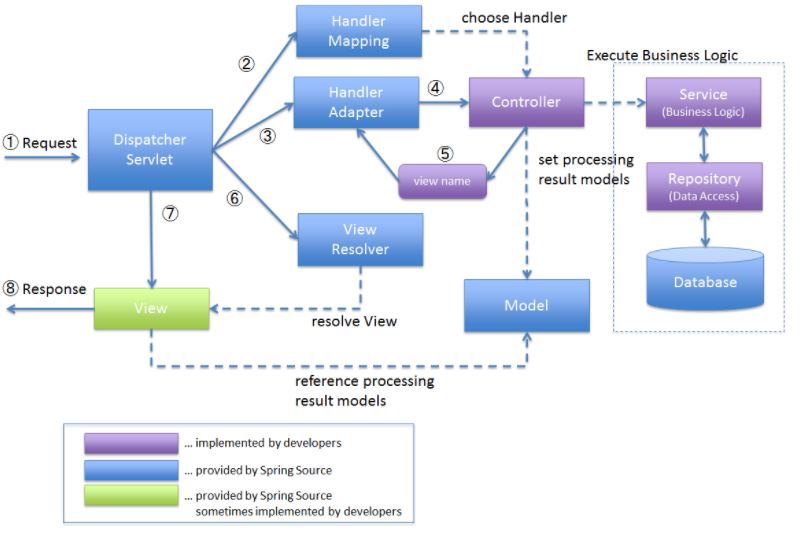 Handler
Mapping
choose Handler
②
Execute Business Logic
① Request
Dispatcher
Servlet
③
Handler
Adapter
④
Controller
Service
(Business Logic)
⑤
view name
set processing
result models
Repository
(Data Access)
⑥
⑦
View
Resolver
Database
⑧ Response
View
resolve View
Model
reference processing
result models
... implemented by developers
... provided by Spring Source
... provided by Spring Source
sometimes implemented by developers